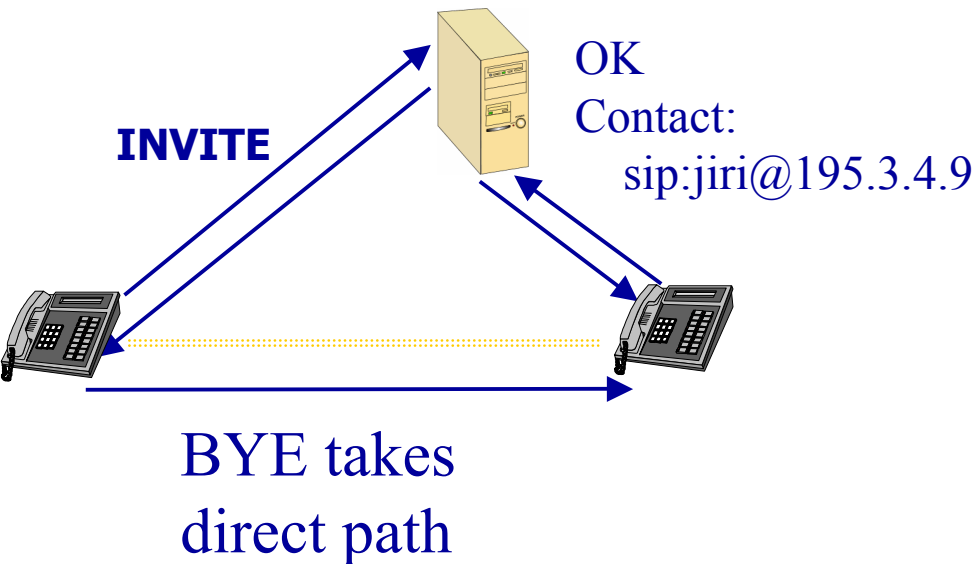 INVITE
OK
Contact:
sip:jiri@195.3.4.9
BYE takes
direct path